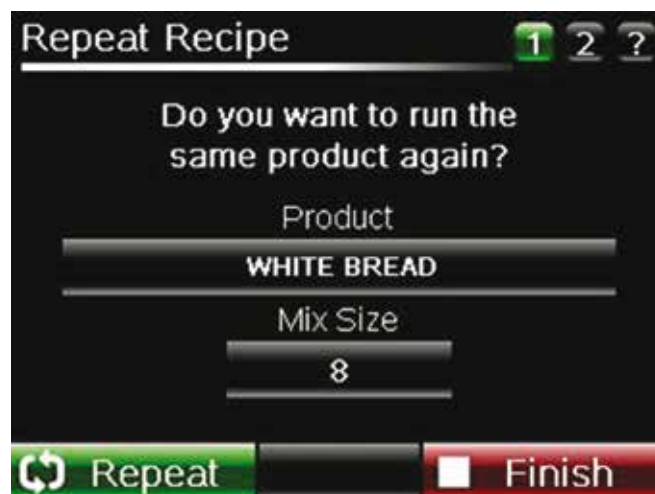 Repeat Recipe 1 2 ?
Do you want to run the
same product again?
Product
WHITE BREAD
Mix Size
8
Repeat Finish